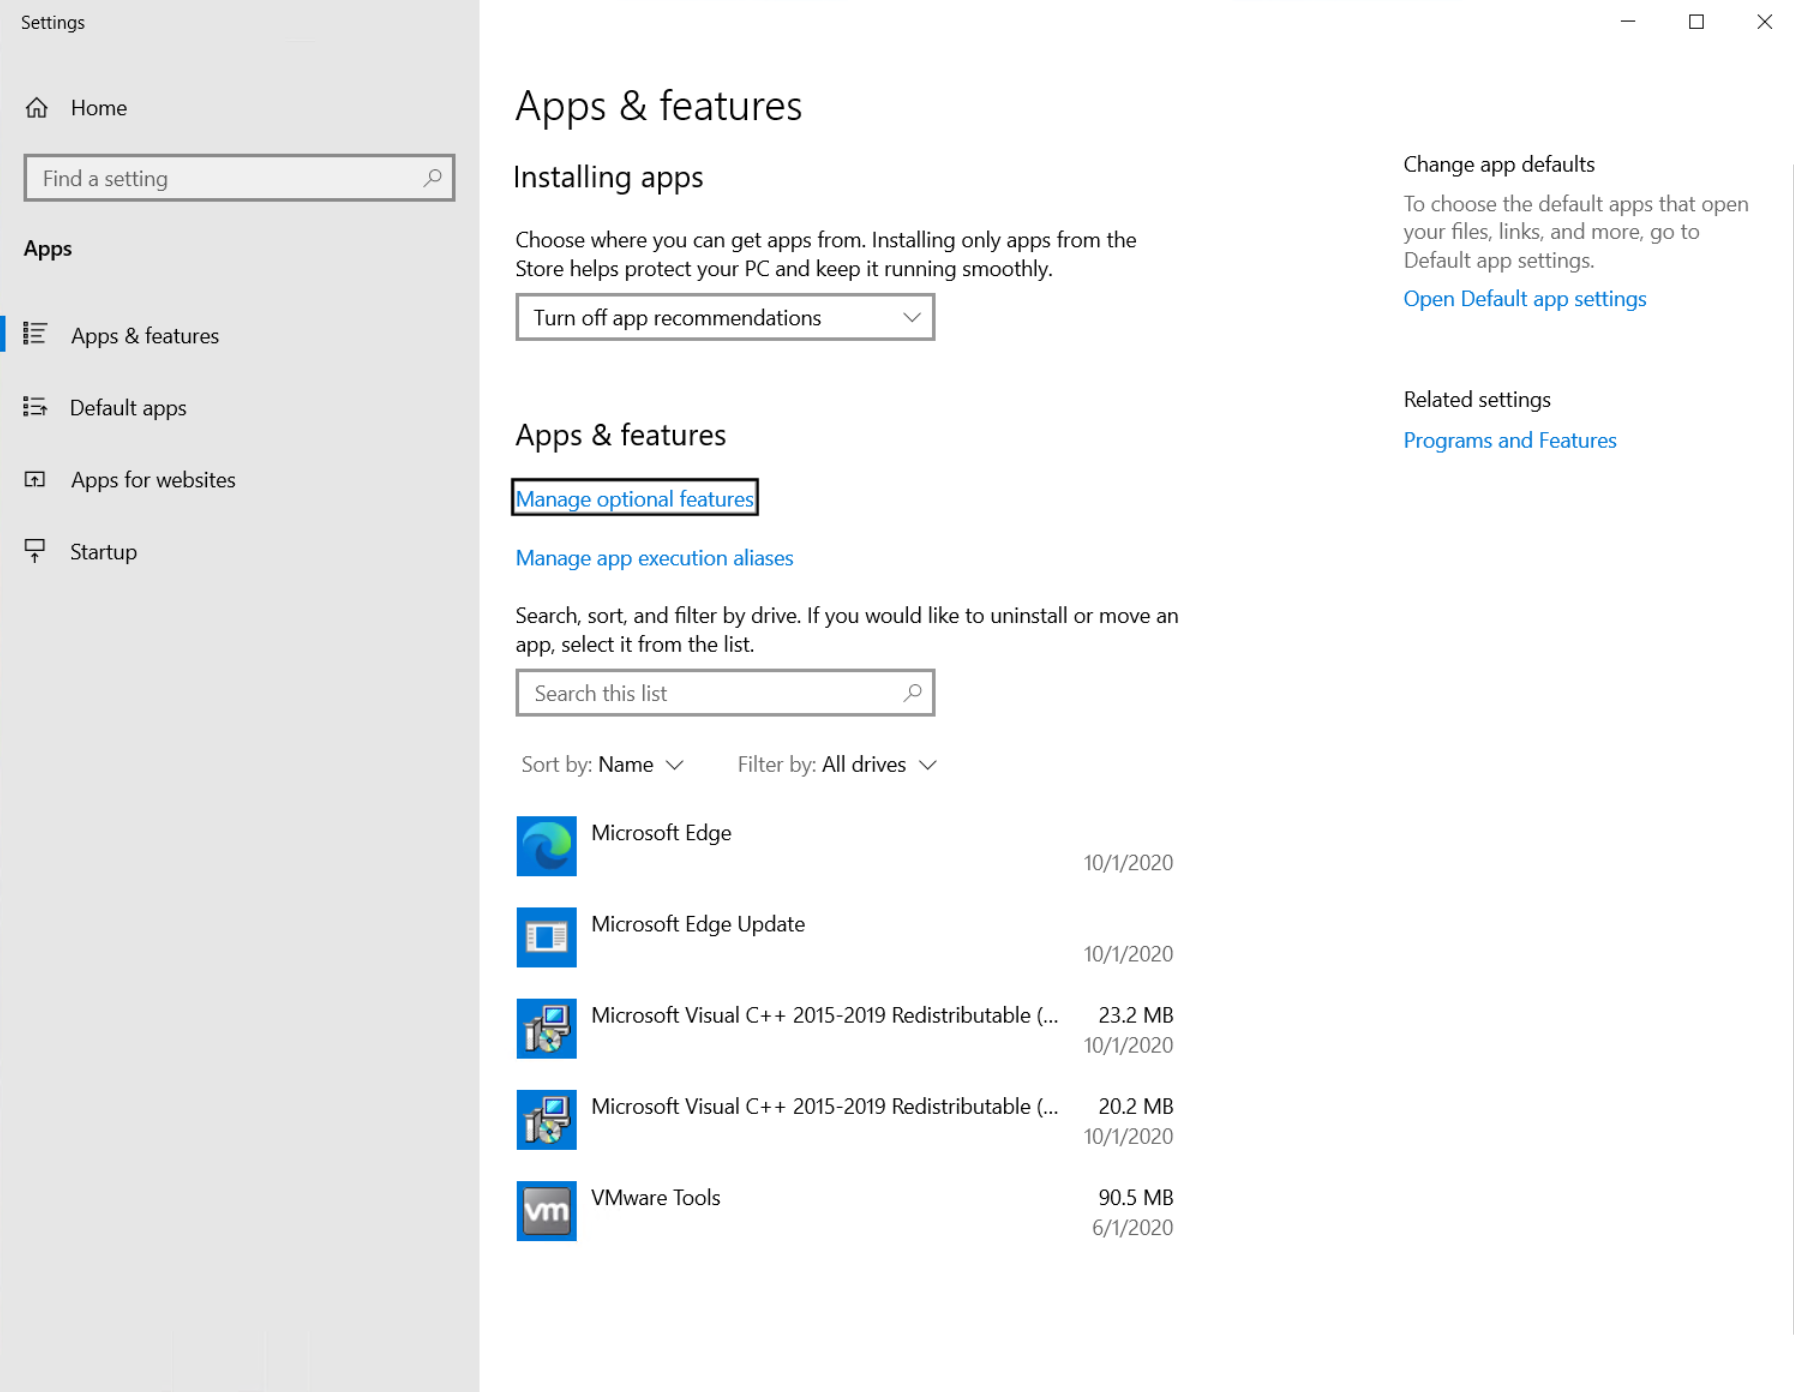 Settings
Home
Find a setting
Apps
Apps & features
Default apps
Apps for websites
Startup
Apps & features
Installing apps
Choose where you can get apps from. Installing only apps from the
Store helps protect your PC and keep it running smoothly.
Turn off app recommendations
Apps & features
Manage optional features
Manage app execution aliases
Search, sort, and filter by drive. If you would like to uninstall or move an
app, select it from the list.
Search this list
Sort by: Name Filter by: All drives
Microsoft Edge
10/1/2020
Microsoft Edge Update
10/1/2020
Microsoft Visual C++ 2015-2019 Redistributable (... 23.2 MB
10/1/2020
Microsoft Visual C++ 2015-2019 Redistributable (... 20.2 MB
10/1/2020
vm
VMware Tools 90.5 MB
6/1/2020
Change app defaults
To choose the default apps that open
your files, links, and more, go to
Default app settings.
Open Default app settings
Related settings
Programs and Features